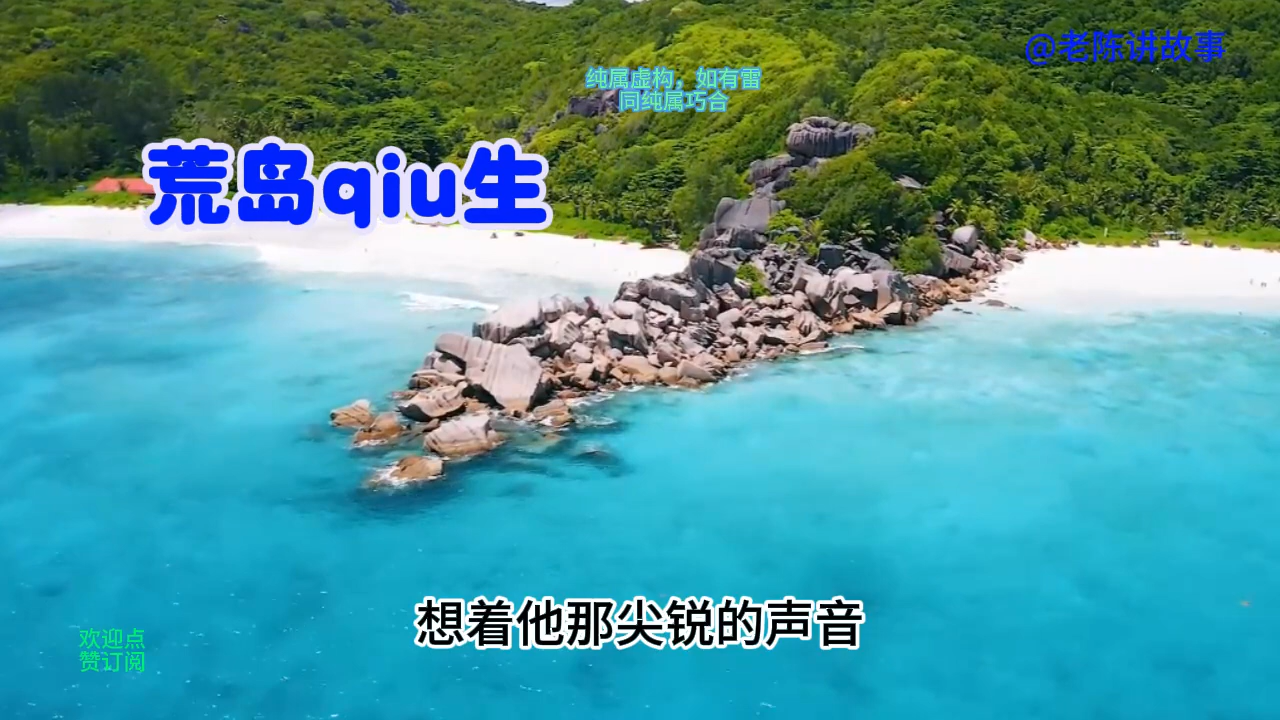 @老陈讲故事
纯属虚构，如有雷
同纯属巧合
荒岛qiu生
想着他那尖锐的声音
欢迎点
赞订阅